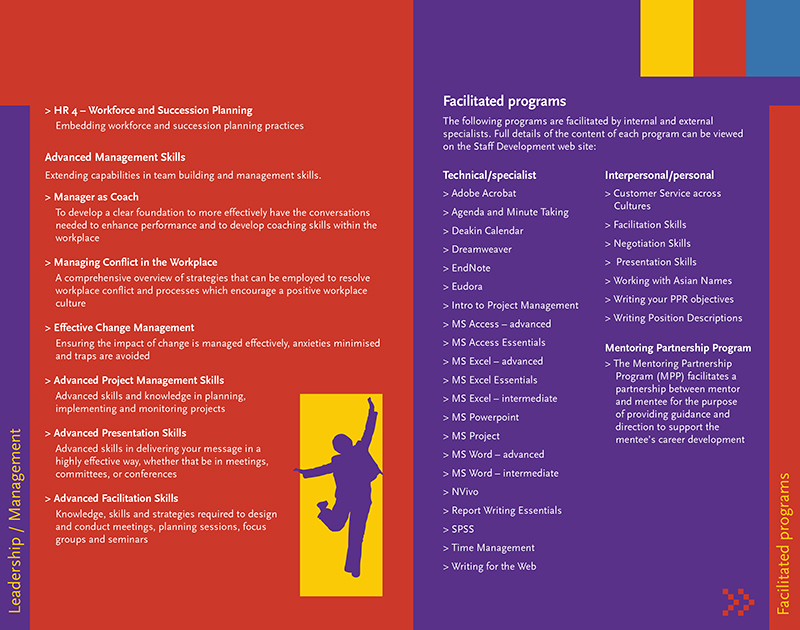 > HR 4 – Workforce and Succession Planning
Embedding workforce and succession planning practices
Advanced Management Skills
Extending capabilities in team building and management skills.
> Manager as Coach
To develop a clear foundation to more effectively have the conversations
needed to enhance performance and to develop coaching skills within the
workplace
> Managing Conflict in the Workplace
A comprehensive overview of strategies that can be employed to resolve
workplace conflict and processes which encourage a positive workplace
culture
> Effective Change Management
Ensuring the impact of change is managed effectively, anxieties minimised
and traps are avoided
> Advanced Project Management Skills
Advanced skills and knowledge in planning,
implementing and monitoring projects
> Advanced Presentation Skills
Advanced skills in delivering your message in a
highly effective way, whether that be in meetings,
committees, or conferences
> Advanced Facilitation Skills
Knowledge, skills and strategies required to design
and conduct meetings, planning sessions, focus
groups and seminars
Leadership / Management
Facilitated programs
The following programs are facilitated by internal and external
specialists. Full details of the content of each program can be viewed
on the Staff Development web site:
Technical/specialist
> Adobe Acrobat
> Agenda and Minute Taking
> Deakin Calendar
> Dreamweaver
> EndNote
> Eudora
> Intro to Project Management
> MS Access – advanced
> MS Access Essentials
> MS Excel – advanced
> MS Excel Essentials
> MS Excel – intermediate
> MS Powerpoint
> MS Project
> MS Word – advanced
> MS Word – intermediate
> NVivo
> Report Writing Essentials
> SPSS
> Time Management
> Writing for the Web
Interpersonal/personal
> Customer Service across
Cultures
> Facilitation Skills
> Negotiation Skills
> Presentation Skills
> Working with Asian Names
> Writing your PPR objectives
> Writing Position Descriptions
Mentoring Partnership Program
> The Mentoring Partnership
Program (MPP) facilitates a
partnership between mentor
and mentee for the purpose
of providing guidance and
direction to support the
mentee's career development
Facilitated programs